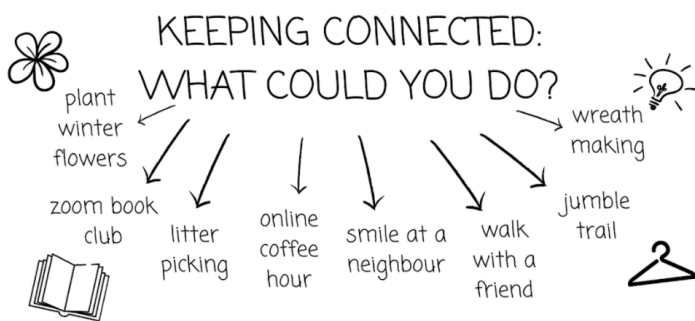 KEEPING CONNECTED:
WHAT COULD YOU DO?
plant
winter
flowers
zoom book
club
litter
picking
online
coffee
hour
smile at a
neighbour
walk
with a
friend
jumble
trail
wreath
making